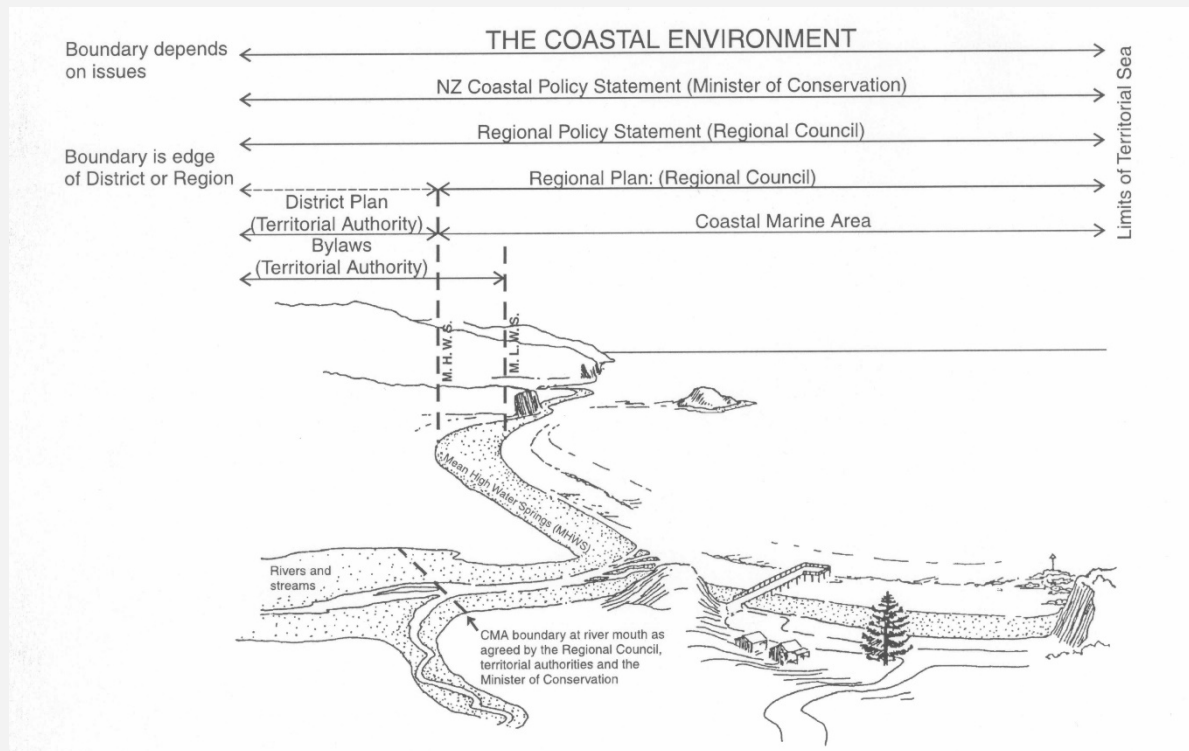 THE COASTAL ENVIRONMENT
Boundary depends
on issues
NZ Coastal Policy Statement (Minister of Conservation)
Regional Policy Statement (Regional Council)
Boundary is edge
of District or Region
Regional Plan: (Regional Council)
District Plan
(Territorial Authority)
Coastal Marine Area
Bylaws
(Territorial Authority)
Limits of Territorial Sea
M. H. W. S.
M. L. W. S.
Mean High Water Springs (MHWS)
Rivers and
streams
CMA boundary at river mouth as
agreed by the Regional Council,
territorial authorities and the
Minister of Conservation